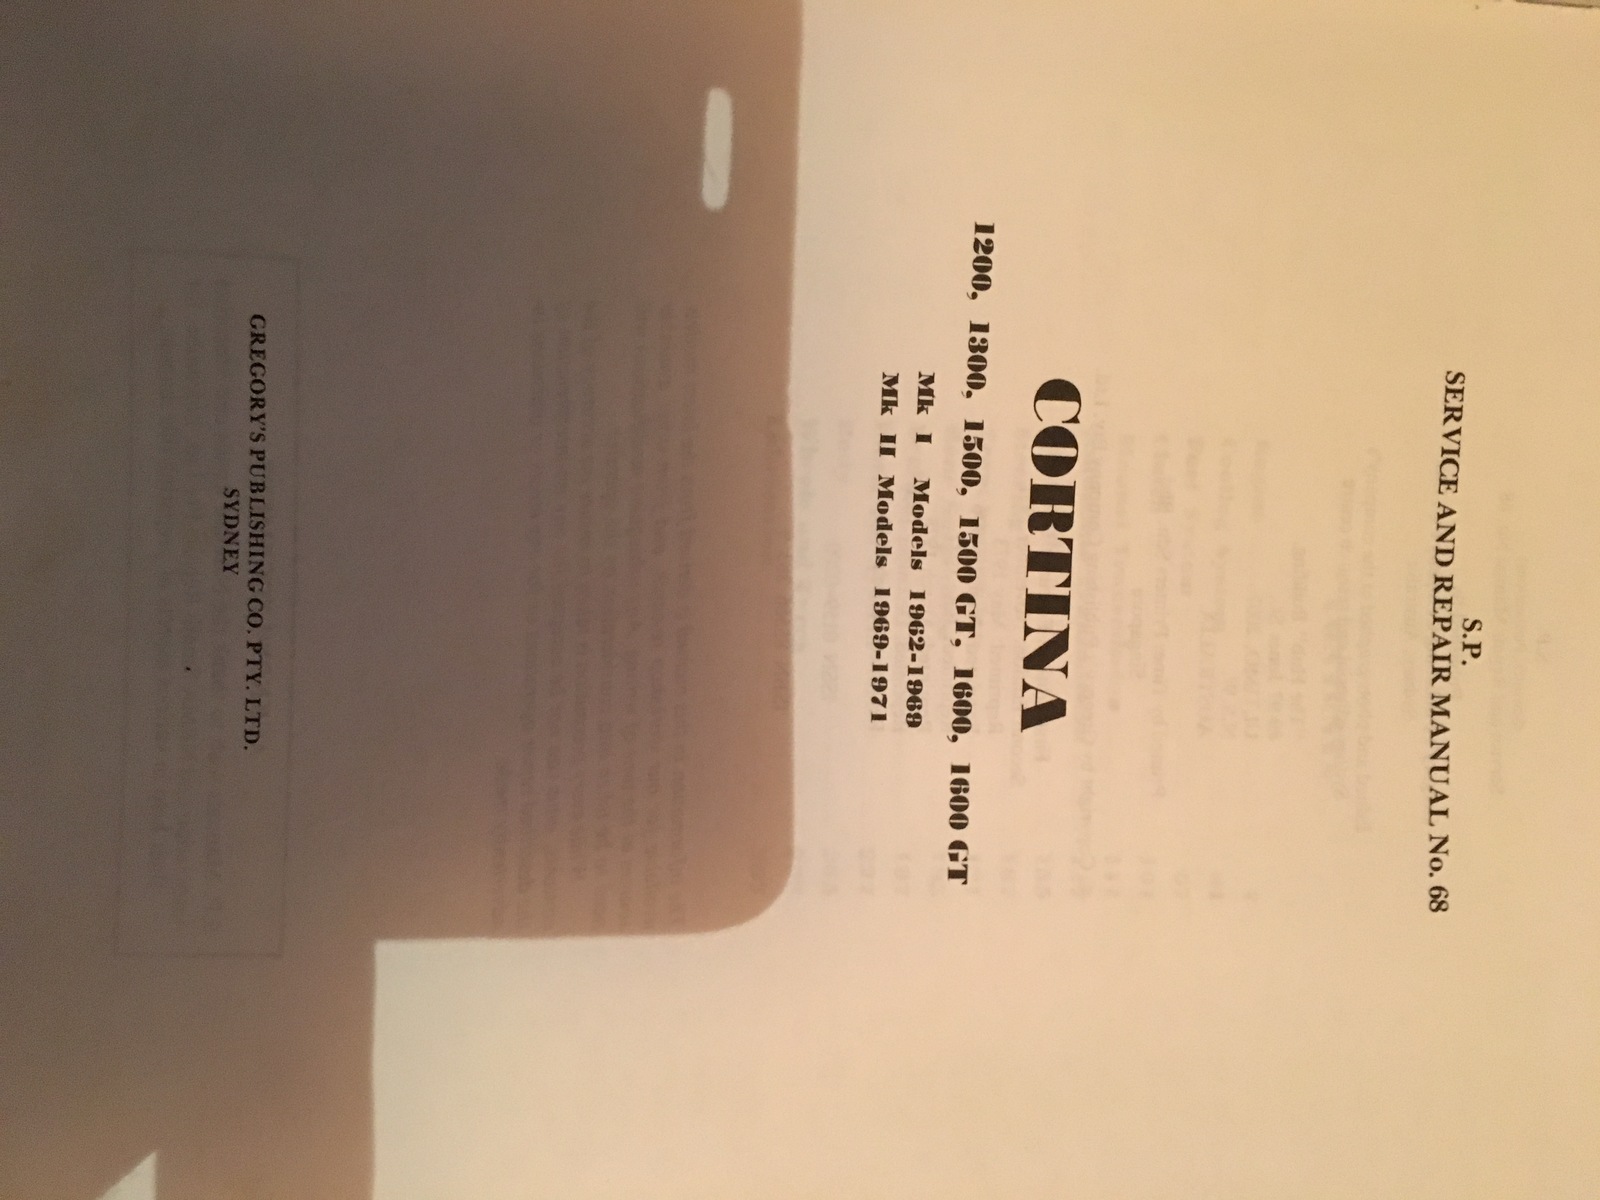 S.P.
SERVICE AND REPAIR MANUAL No. 68
CORTINA
1200, 1300, 1500, 1500 GT, 1600, 1600 GT
Mk I Models 1962-1969
Mk II Models 1969-1971
GREGORY'S PUBLISHING CO. PTY. LTD.
SYDNEY